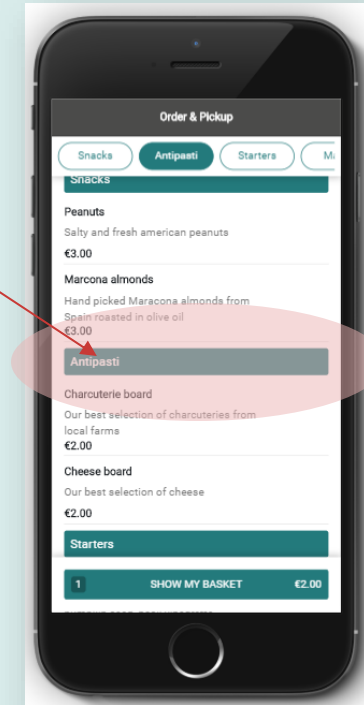 Order & Pickup
Snacks Antipasti Starters
Snacks
Peanuts
Salty and fresh american peanuts
€3.00
Marcona almonds
Hand picked Maracona almonds from
Spain roasted in olive oil
€3.00
Antipasti
Charcuterie board
Our best selection of charcuteries from
local farms
€2.00
Cheese board
Our best selection of cheese
€2.00
Starters
1 SHOW MY BASKET €2.00